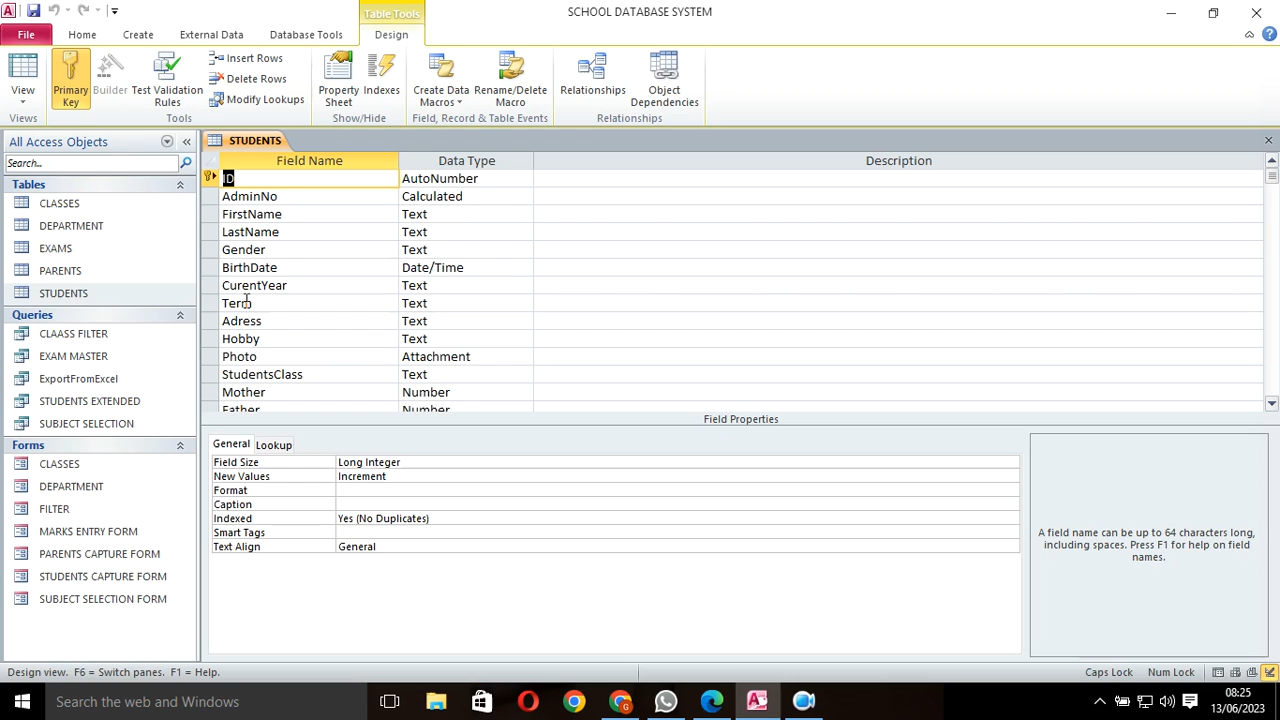 Table Tools
SCHOOL DATABASE SYSTEM
File
Home
Create
External Data
Database Tools
Design
View
Primary
Key
Builder
Test Validation
Rules
Insert Rows
Delete Rows
Modify Lookups
Property
Sheet
Indexes
Create Data
Macros
Rename/Delete
Macro
Relationships
Object
Dependencies
Views
Tools
Show/Hide
Field, Record & Table Events
Relationships
All Access Objects
Search...
Tables
CLASSES
DEPARTMENT
EXAMS
PARENTS
STUDENTS
Queries
CLAASS FILTER
EXAM MASTER
ExportFromExcel
STUDENTS EXTENDED
SUBJECT SELECTION
Forms
CLASSES
DEPARTMENT
FILTER
MARKS ENTRY FORM
PARENTS CAPTURE FORM
STUDENTS CAPTURE FORM
SUBJECT SELECTION FORM
STUDENTS
Field Name Data Type Description
ID AutoNumber
AdminNo Calculated
FirstName Text
LastName Text
Gender Text
BirthDate Date/Time
CurentYear Text
Term Text
Adress Text
Hobby Text
Photo Attachment
StudentsClass Text
Mother Number
Father Number
Field Properties
General Lookup
Field Size Long Integer
New Values Increment
Format
Caption
Indexed Yes (No Duplicates)
Smart Tags
Text Align General
A field name can be up to 64 characters long,
including spaces. Press F1 for help on field
names.
Design view. F6 = Switch panes. F1 = Help.
Caps Lock
Num Lock
Search the web and Windows
08:25
13/06/2023